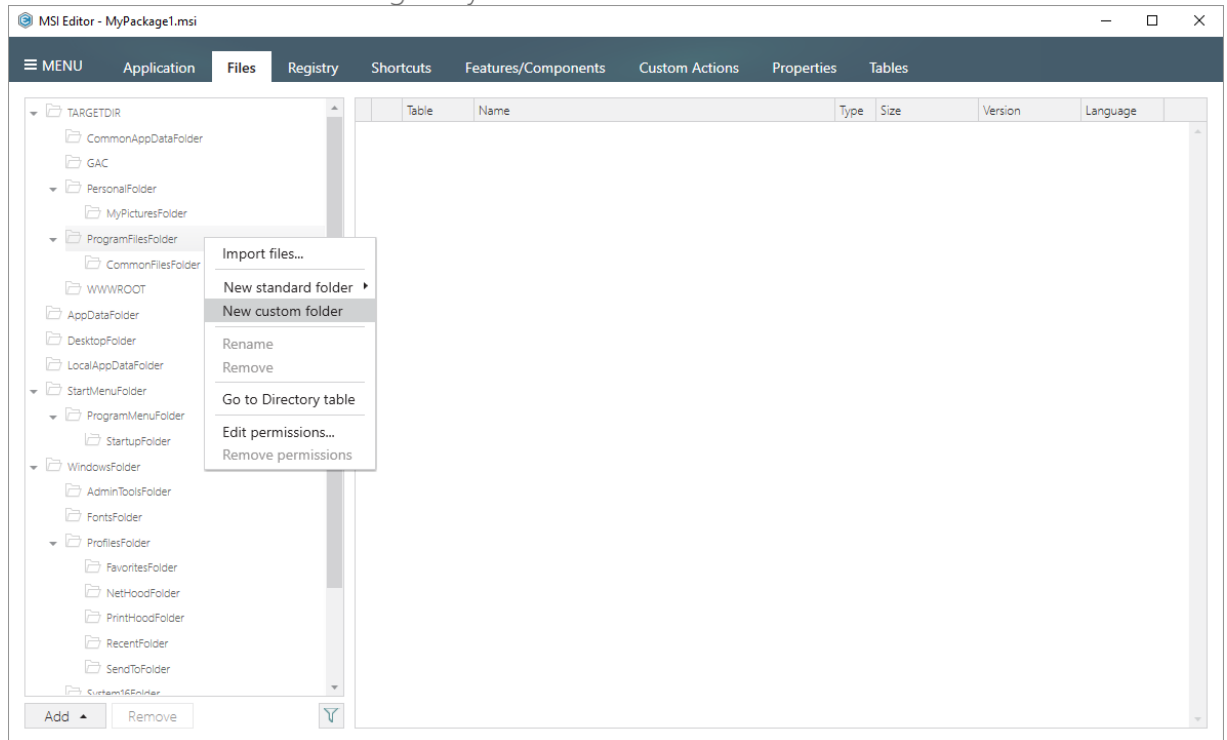 MSI Editor - MyPackage1.msi
MENU Application Files Registry Shortcuts Features/Components Custom Actions Properties Tables
Table Name Type Size Version Language
TARGETDIR
CommonAppDataFolder
GAC
PersonalFolder
MyPicturesFolder
ProgramFilesFolder
CommonFilesFolder
WWWROOT
AppDataFolder
DesktopFolder
LocalAppDataFolder
StartMenuFolder
ProgramMenuFolder
StartupFolder
WindowsFolder
AdminToolsFolder
FontsFolder
ProfilesFolder
FavoritesFolder
NetHoodFolder
PrintHoodFolder
RecentFolder
SendToFolder
System16Folder
Import files...
New standard folder
New custom folder
Rename
Remove
Go to Directory table
Edit permissions...
Remove permissions
Add Remove